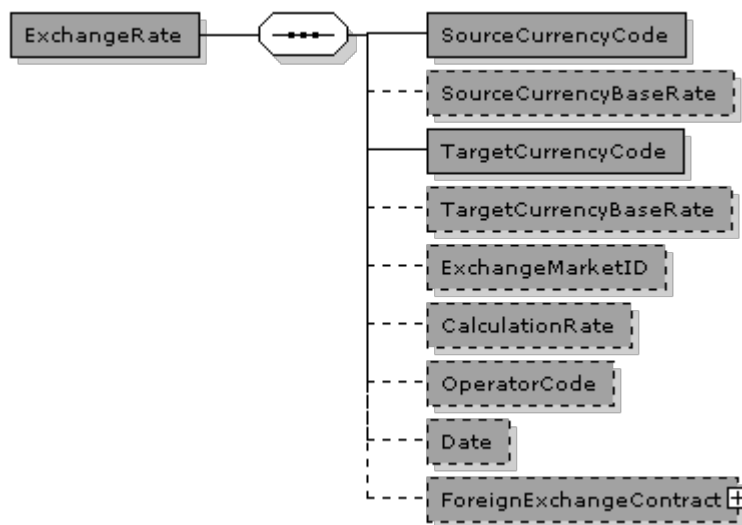 ExchangeRate
SourceCurrencyCode
SourceCurrencyBaseRate
TargetCurrencyCode
TargetCurrencyBaseRate
ExchangeMarketID
CalculationRate
OperatorCode
Date
ForeignExchangeContract